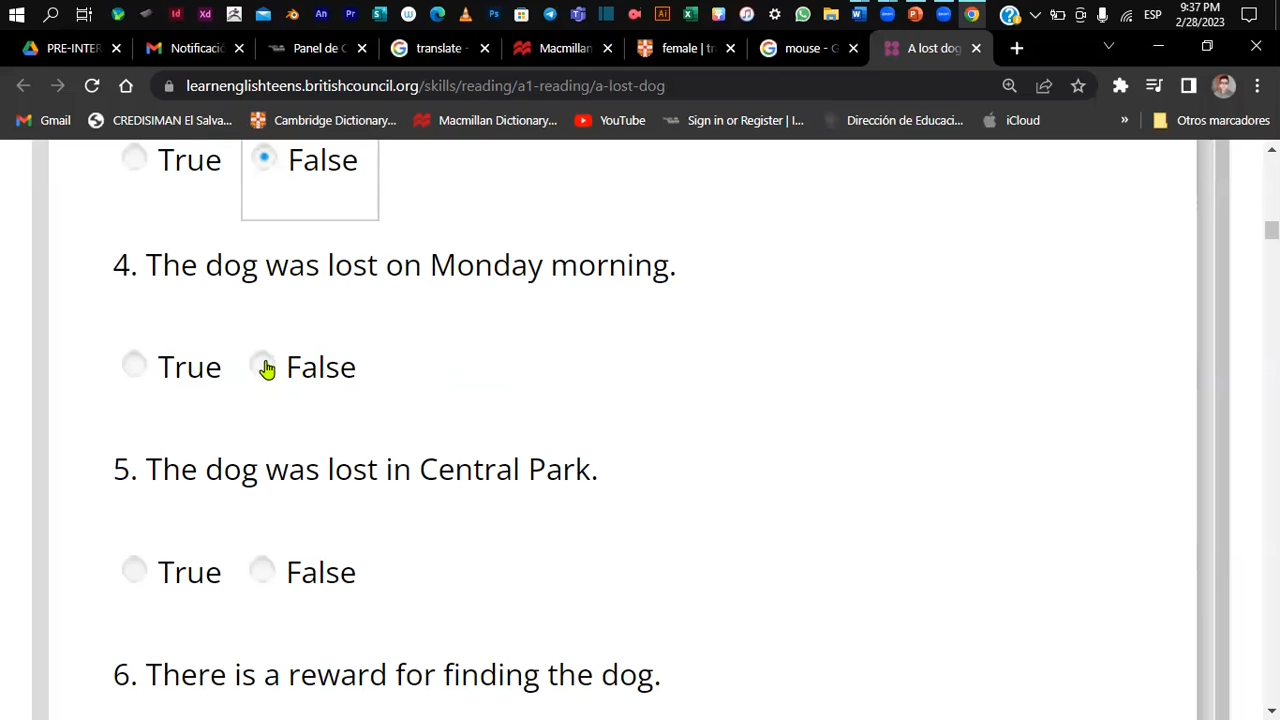 9:37 PM
ESP
2/28/2023
PRE-INTER
Notificació
Panel de C
translate -
Macmillan
female | tr
mouse - G
A lost dog
learnenglishteens.britishcouncil.org/skills/reading/a1-reading/a-lost-dog
Gmail
CREDISIMAN El Salva...
Cambridge Dictionary...
Macmillan Dictionary...
YouTube
Sign in or Register | I...
Dirección de Educaci...
iCloud
»
Otros marcadores
True False
4. The dog was lost on Monday morning.
True False
5. The dog was lost in Central Park.
True False
6. There is a reward for finding the dog.